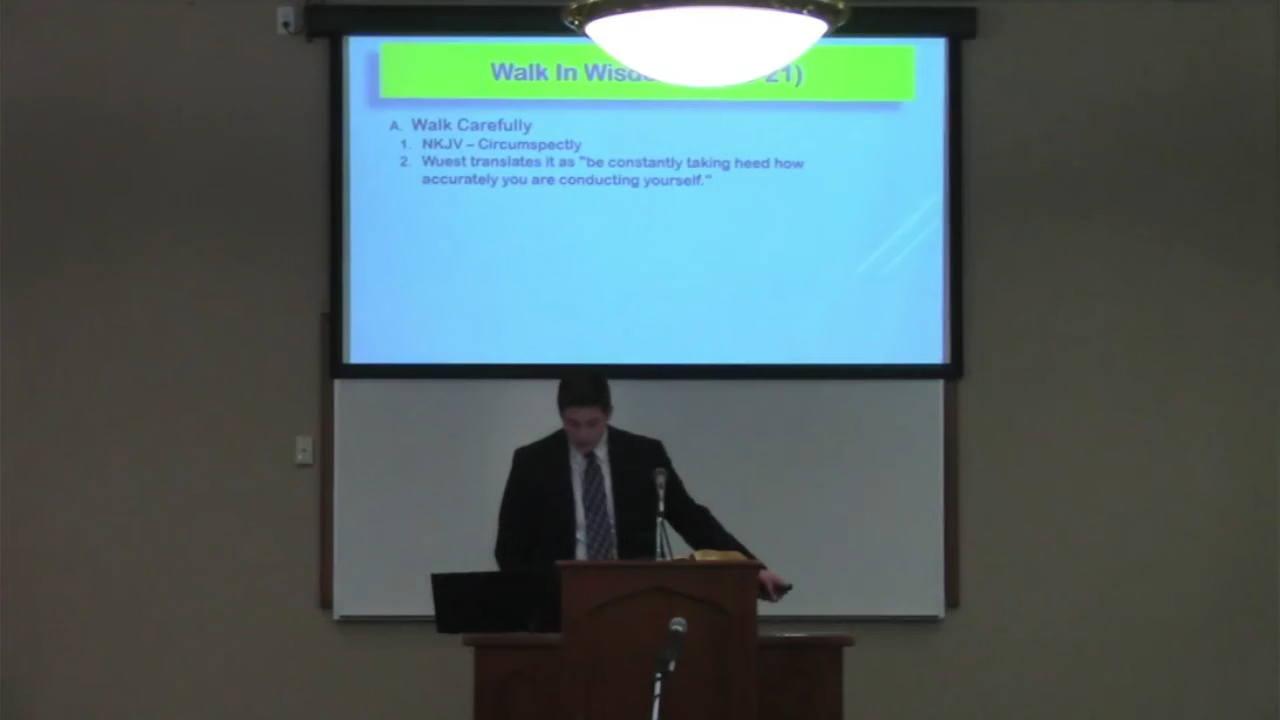 Walk In 21)
A. Walk Carefully
1. NKJV – Circumspectly
2. Wuest translates it as "be constantly taking heed how
accurately you are conducting yourself."